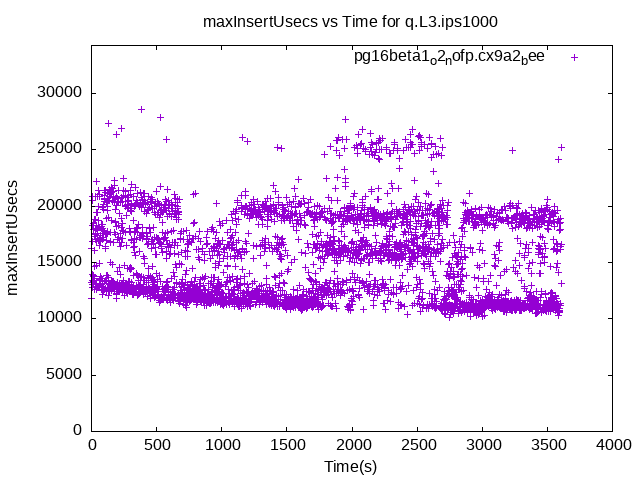 maxInsertUsecs vs Time for q.L3.ips1000
pg16beta1o2nofp.cx9a2bee
30000
25000
20000
15000
10000
5000
0
maxInsertUsecs
0 500 1000 1500 2000 2500 3000 3500 4000
Time(s)